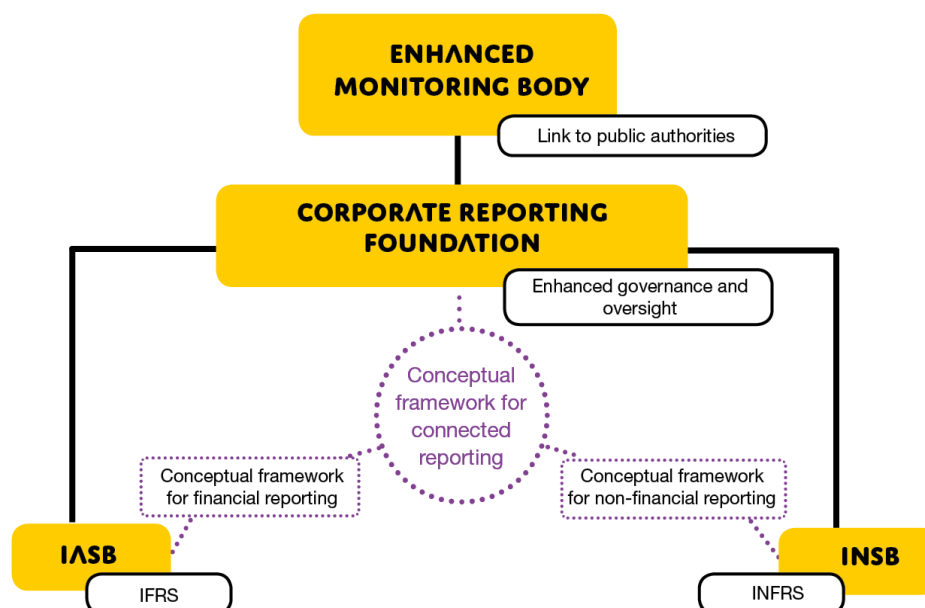 ENHANCED
MONITORING BODY
Link to public authorities
CORPORATE REPORTING
FOUNDATION
Enhanced governance and
oversight
Conceptual
framework for
connected
reporting
Conceptual framework
for financial reporting
Conceptual framework
for non-financial reporting
IASB
IFRS
INSB
INFRS